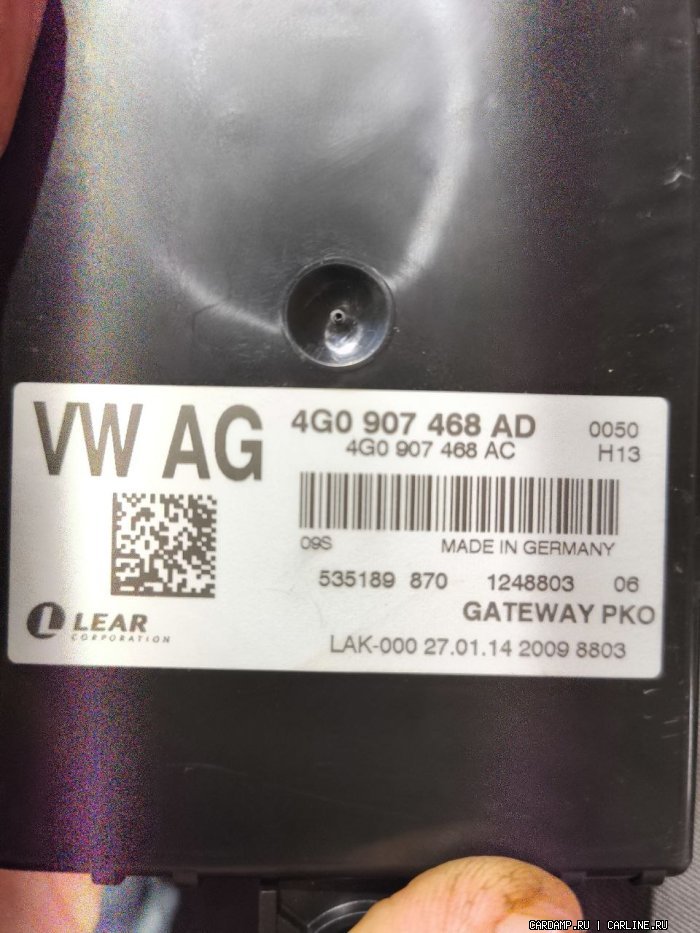 VW AG
4G0 907 468 AD
4G0 907 468 AC
0050
H13
09S
MADE IN GERMANY
535189 870 1248803 06
GATEWAY PKO
LEAR
CORPORATION
LAK-000 27.01.14 2009 8803
CARDAMP.RU | CARLINE.RU